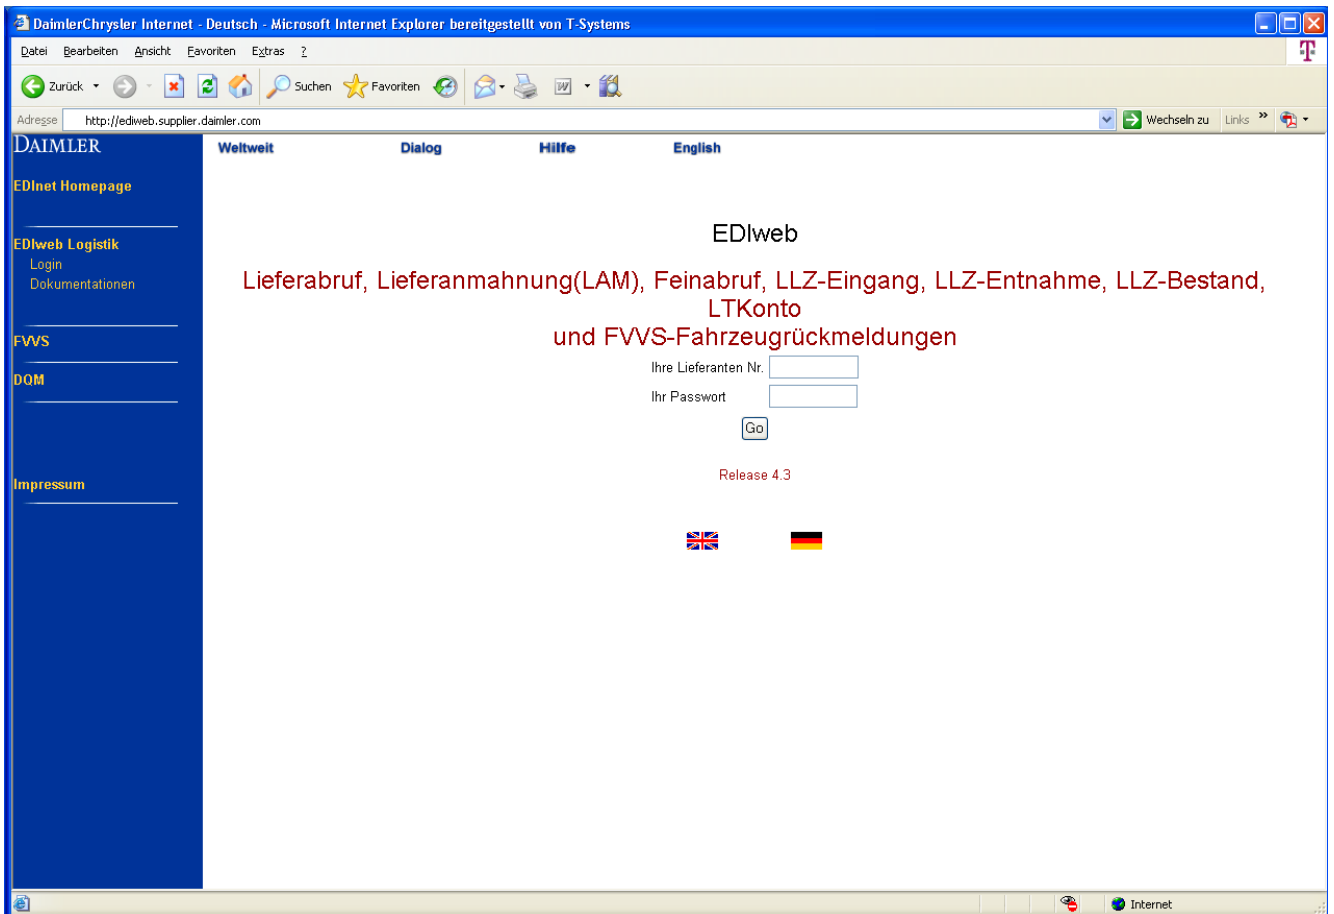 DaimlerChrysler Internet - Deutsch - Microsoft Internet Explorer bereitgestellt von T-Systems
Datei Bearbeiten Ansicht Favoriten Extras ?
Zurück Suchen Favoriten
Adresse http://ediweb.supplier.daimler.com Wechseln zu Links »
DAIMLER
Weltweit Dialog Hilfe English
EDInet Homepage
EDIweb Logistik
Login
Dokumentationen
FVVS
DQM
Impressum
EDIweb
Lieferabruf, Lieferanmahnung(LAM), Feinabruf, LLZ-Eingang, LLZ-Entnahme, LLZ-Bestand,
LTKonto
und FVVS-Fahrzeugrückmeldungen
Ihre Lieferanten Nr.
Ihr Passwort
Go
Release 4.3
Internet